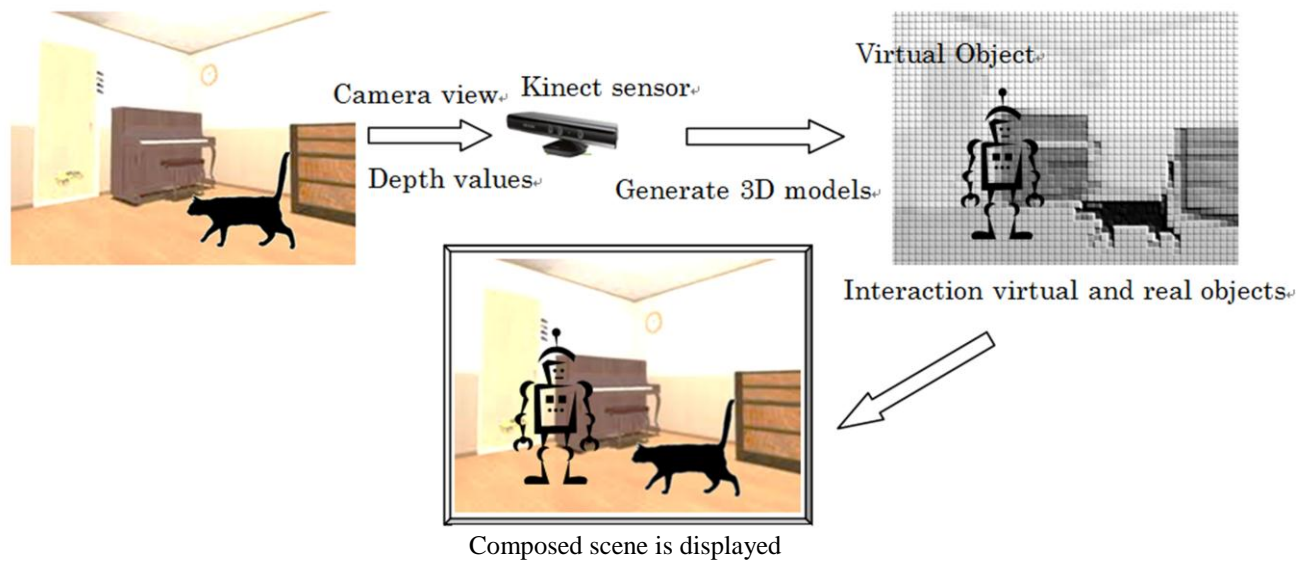 Camera view
Kinect sensor
Depth values
Generate 3D models
Virtual Object
Interaction virtual and real objects
Composed scene is displayed